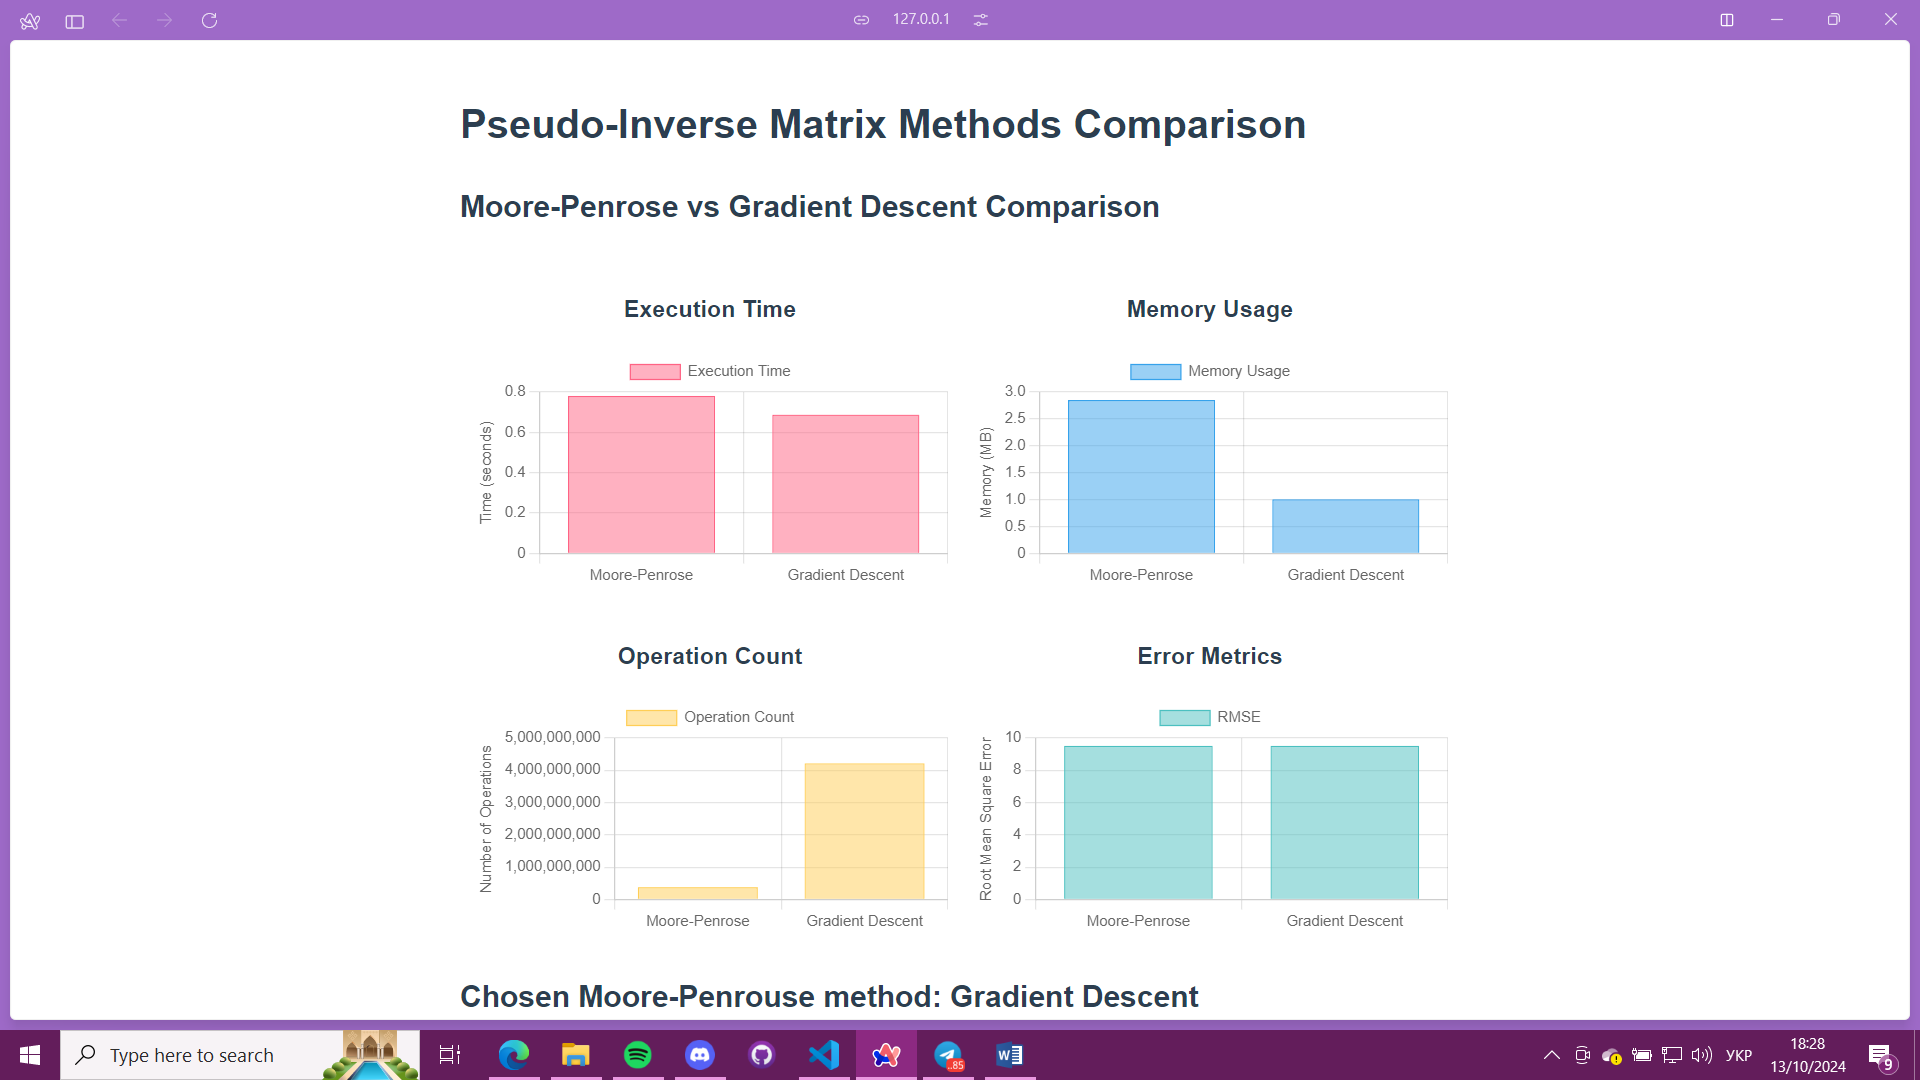 127.0.0.1
Pseudo-Inverse Matrix Methods Comparison
Moore-Penrose vs Gradient Descent Comparison
Execution Time
Execution Time
Time (seconds)
0.8
0.6
0.4
0.2
0
Moore-Penrose
Gradient Descent
Memory Usage
Memory Usage
Memory (MB)
3.0
2.5
2.0
1.5
1.0
0.5
0
Moore-Penrose
Gradient Descent
Operation Count
Operation Count
Number of Operations
5,000,000,000
4,000,000,000
3,000,000,000
2,000,000,000
1,000,000,000
0
Moore-Penrose
Gradient Descent
Error Metrics
RMSE
Root Mean Square Error
10
8
6
4
2
0
Moore-Penrose
Gradient Descent
Chosen Moore-Penrouse method: Gradient Descent
Type here to search
..85
W
УКР
18:28
13/10/2024
9